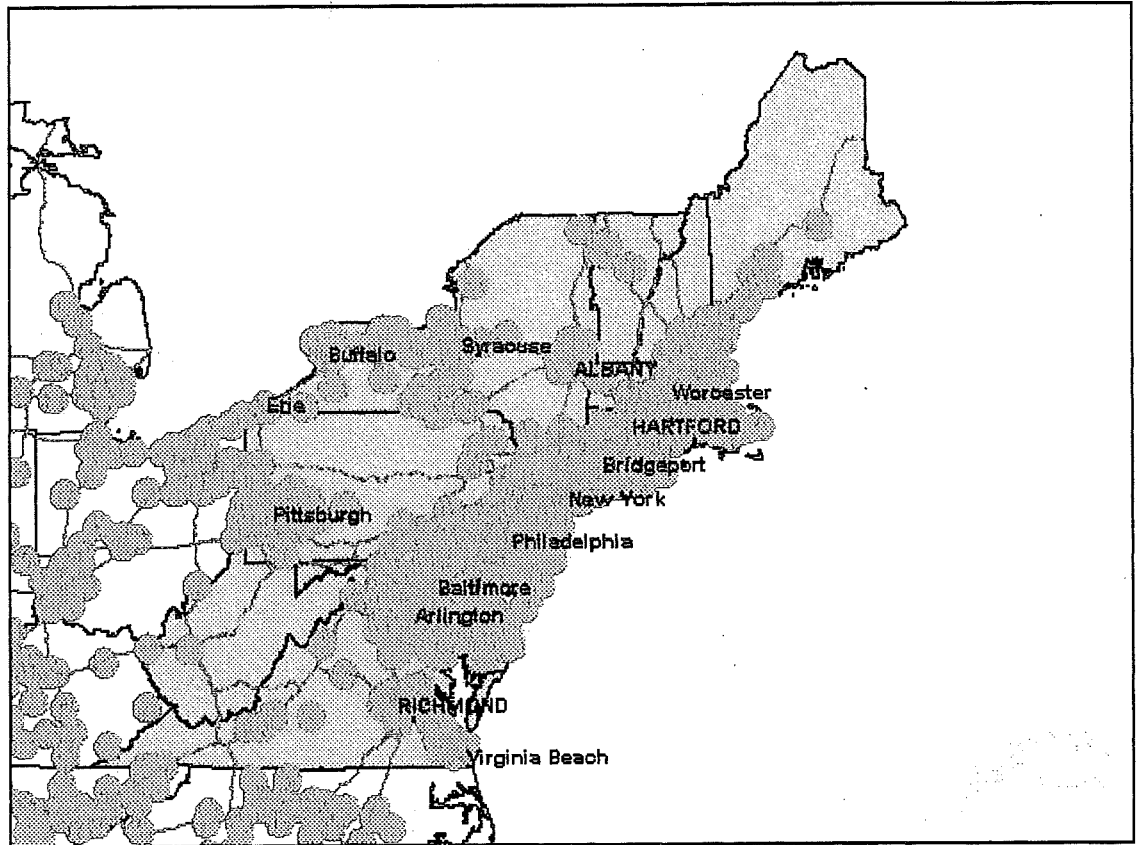 Syracuse
Buffalo
ALBANY
Worcester
Erie
HARTFORD
Bridgeport
New York
Pittsburgh
Philadelphia
Baltimore
Arlington
RICHMOND
Virginia Beach